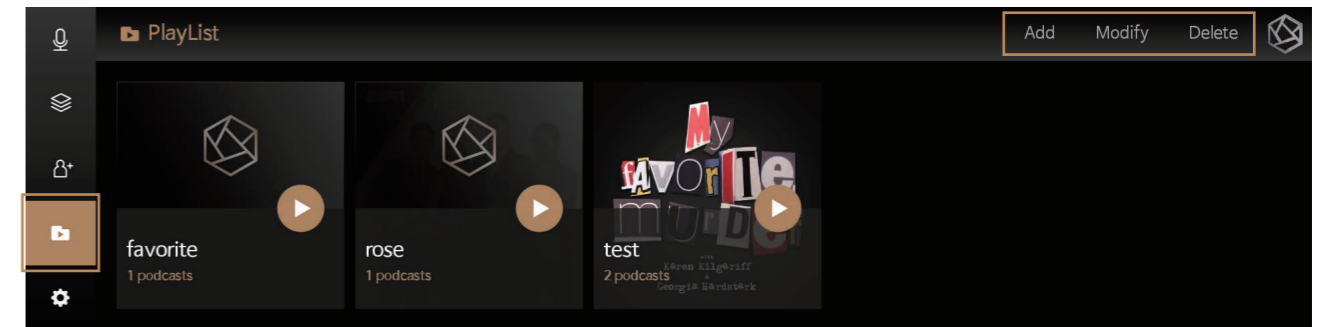 PlayList
Add Modify Delete
My
fAVOrITe
mUrDer
with
Karen Kilgariff
&
Georgia Hardstark
favorite
1 podcasts
rose
1 podcasts
test
2 podcasts